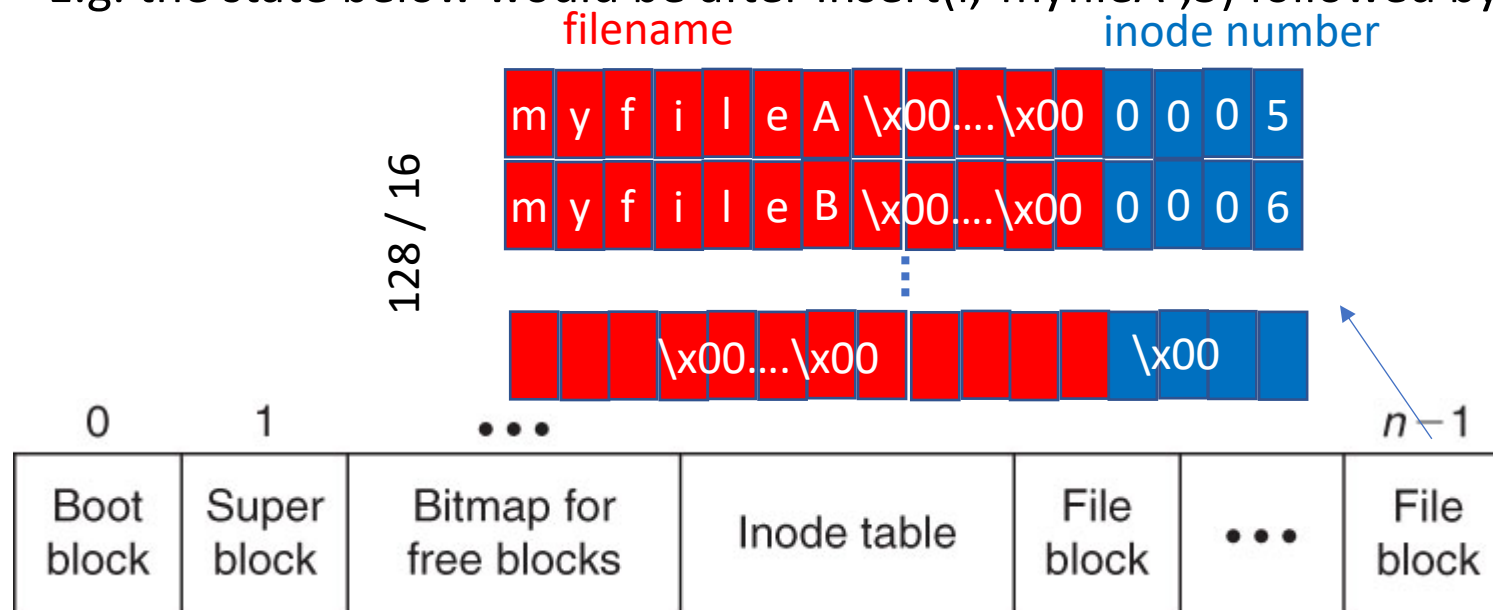 filename inode number
m y f i l e A \x00....\x00 0 0 0 5
m y f i l e B \x00....\x00 0 0 0 6
128 / 16
\x00....\x00 \x00
0 1 ••• n−1
Boot block Super block Bitmap for free blocks Inode table File block ••• File block